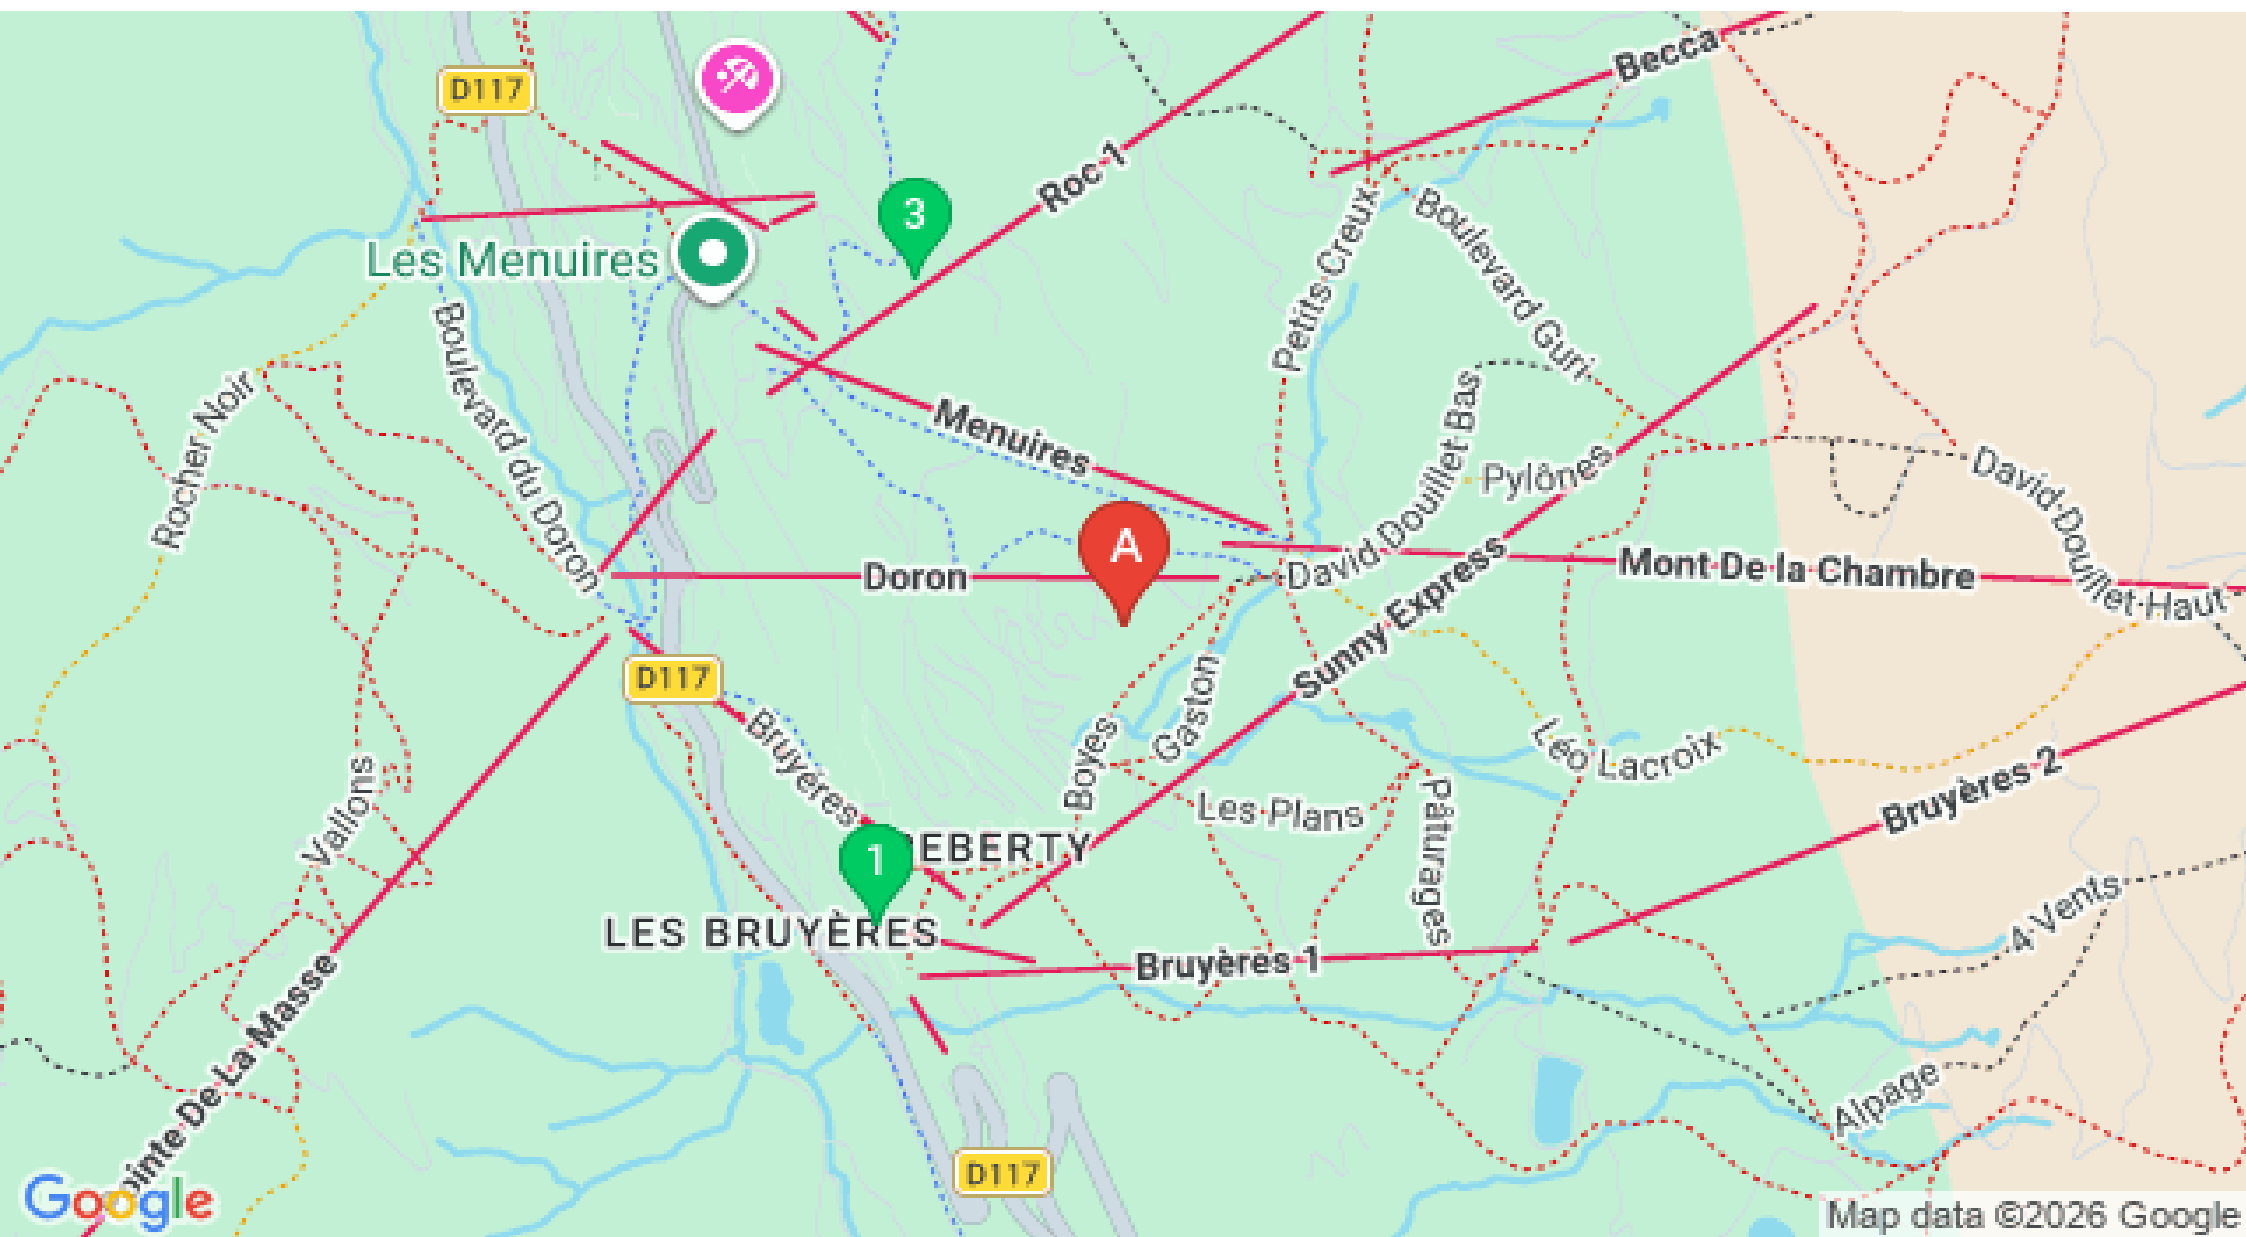 Becca
D117
Roc 1
3
Les Menuires
Petits Creux
Boulevard Guri
Boulevard du Doron
Rocher Noir
Menuires
David Douillet Bas
Pylônes
David Douillet Haut
A
Doron
David Douillet Bas
Mont De la Chambre
Sunny Express
D117
Gaston
Bruyéres
Boyes
Léo Lacroix
Vallons
Les Plans
Pâturages
Bruyères 2
1
EBERTY
LES BRUYÈRES
4 Vents
Bruyères 1
Pointe De La Masse
Alpage
D117
Google
Map data ©2026 Google